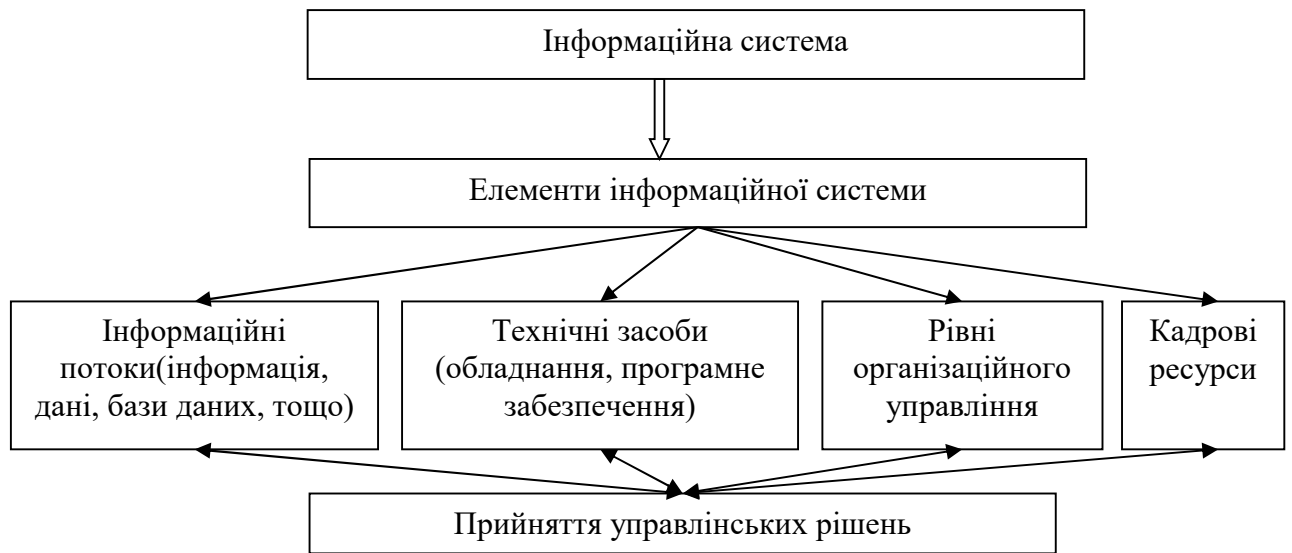 Інформаційна система
Елементи інформаційної системи
Інформаційні
потоки(інформація,
дані, бази даних, тощо)
Технічні засоби
(обладнання, програмне
забезпечення)
Рівні
організаційного
управління
Кадрові
ресурси
Прийняття управлінських рішень